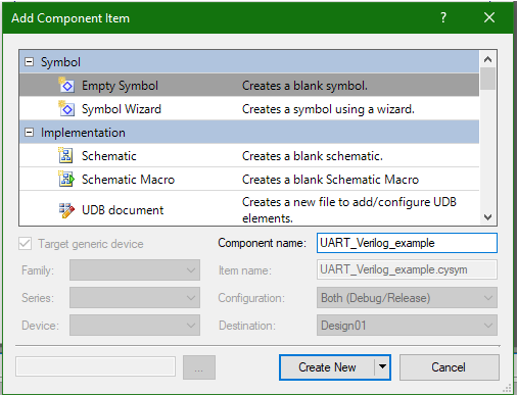 Add Component Item
Symbol
Empty Symbol Creates a blank symbol.
Symbol Wizard Creates a symbol using a wizard.
Implementation
Schematic Creates a blank schematic.
Schematic Macro Creates a blank Schematic Macro
UDB document Creates a new file to add/configure UDB
elements.
Target generic device
Component name: UART_Verilog_example
Family:
Item name: UART_Verilog_example.cysym
Series:
Configuration: Both (Debug/Release)
Device:
Destination: Design01
...
Create New
Cancel